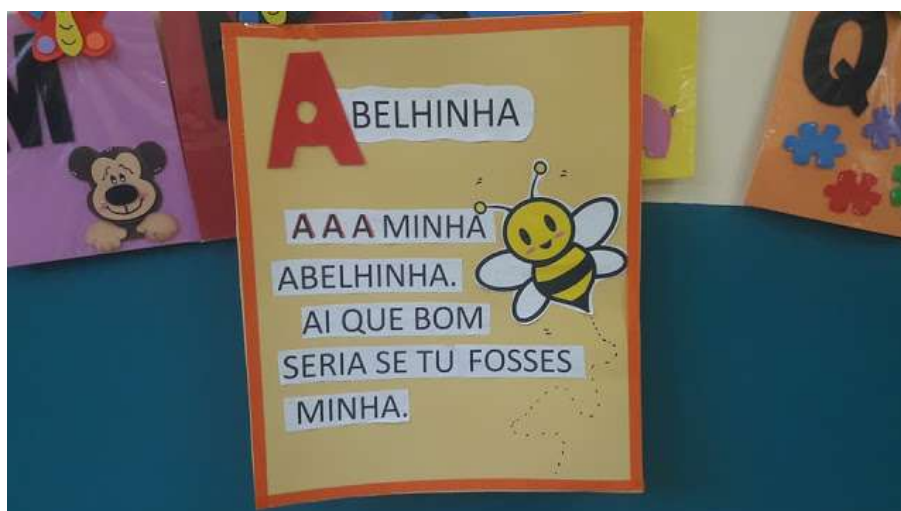 M
Q
ABELHINHA
A A A MINHA
ABELHINHA.
AI QUE BOM
SERIA SE TU FOSSES
MINHA.